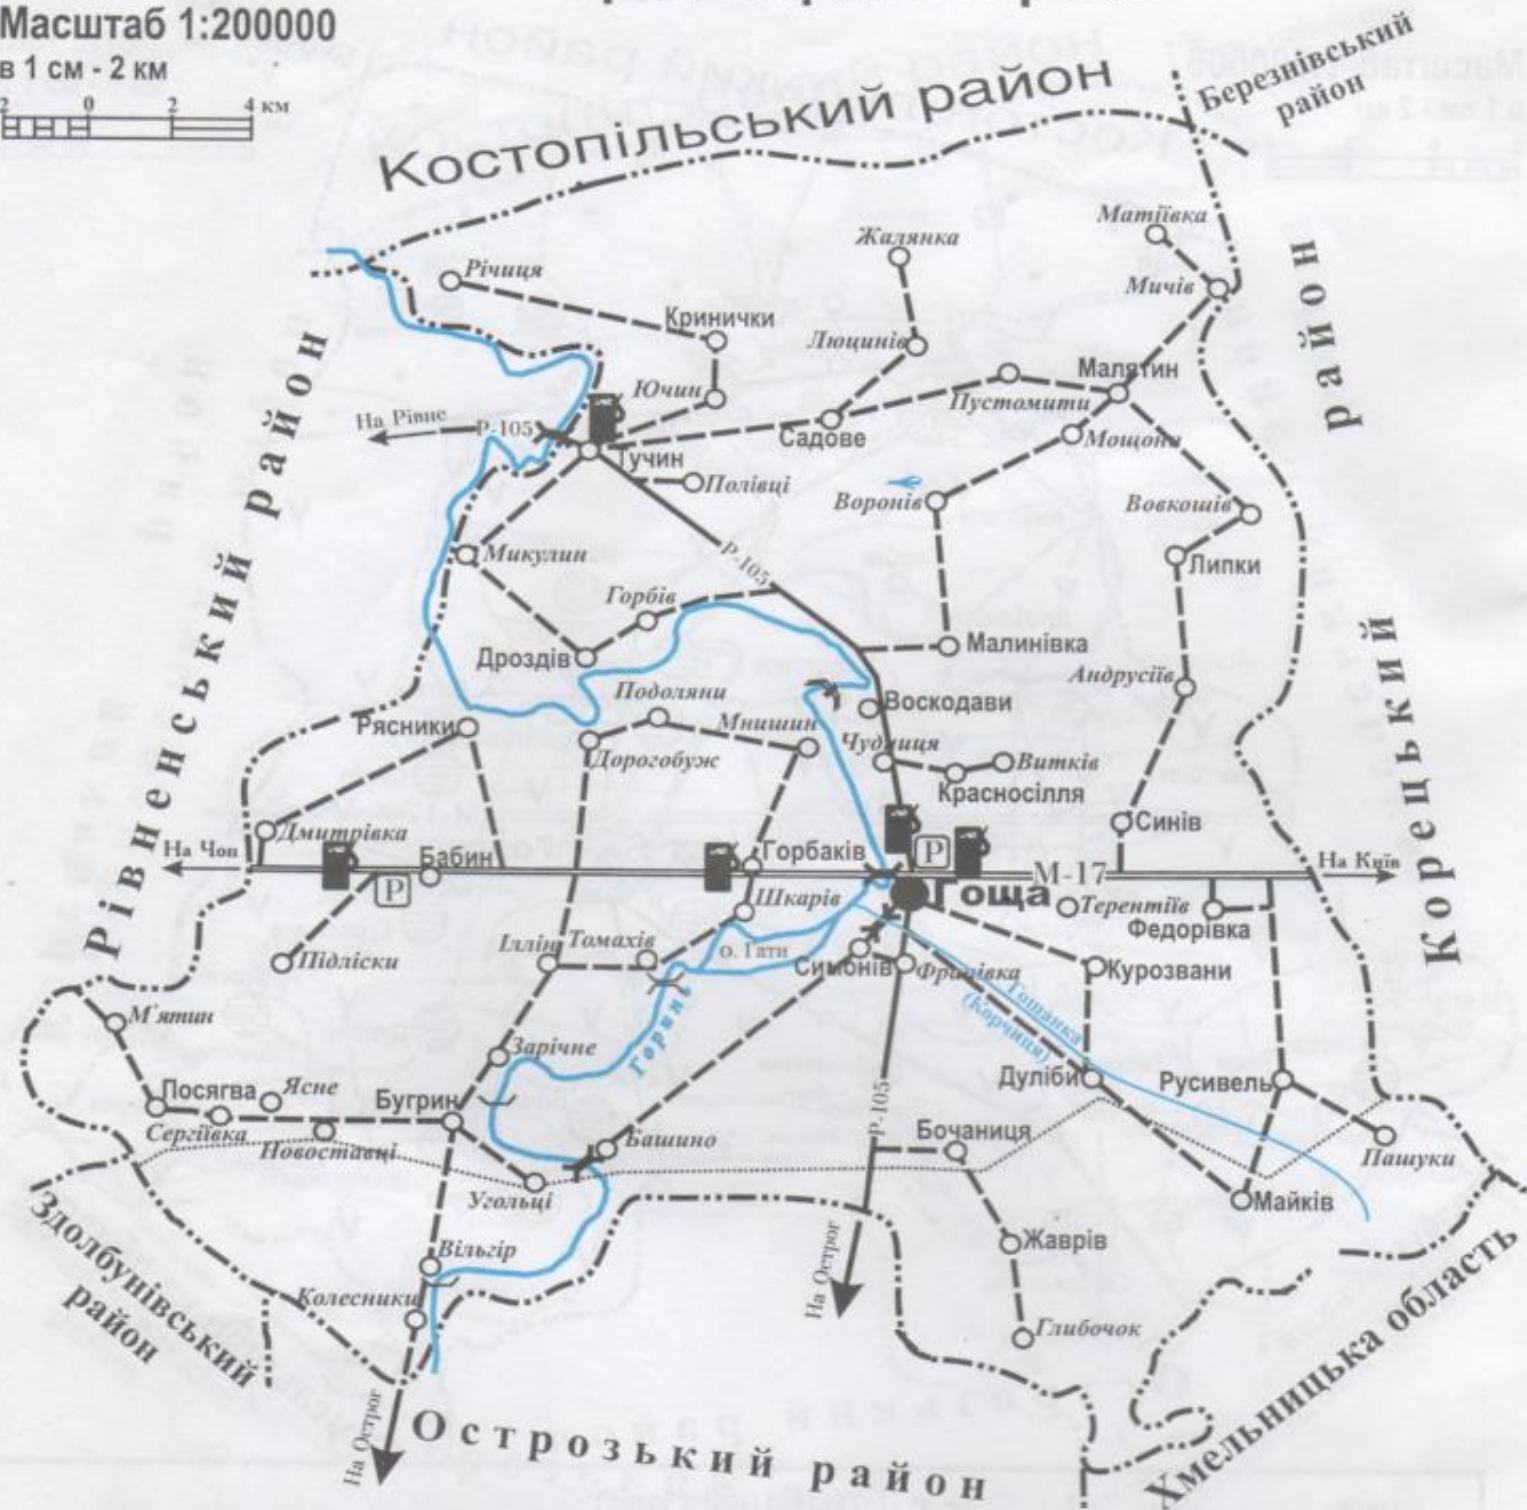 Масштаб 1:200000
в 1 см - 2 км
2 0 2 4 км
Костопільський район
Березнівський
район
Матіївка
Жалянка
Річиця
Мичів
Кринички
Люцинів
Малятин
Ючин
Пустомити
На Рівне
Р-105
Садове
Мощони
Тучин
Полівці
Воронів
Вовкошів
Микулин
Р-105
Липки
Горбів
Дроздів
Малинівка
Андрусіїв
Подоляни
Воскодави
Рясники
Мнишин
Чудниця
Дорогобуж
Витків
Красносілля
Дмитрівка
Синів
На Чоп
Бабин
Р
Горбаків
Р
М-17
На Київ
Гоща
Шкарів
Терентіїв
Федорівка
Іллін
Томахів
о. Гати
Підліски
Симонів
Франівка
Курозвани
М'ятин
Горинь
Гощанка
(Корчиця)
Зарічне
Посягва
Ясне
Бугрин
Дуліби
Русивель
Сергіївка
Новоставці
Башино
Р-105
Бочаниця
Пашуки
Угольці
Майків
Вільгір
Жаврів
Колесники
На Острог
Глибочок
На Острог
Рівненський район
Корецький район
Здолбунівський
район
Острозький район
Хмельницька область